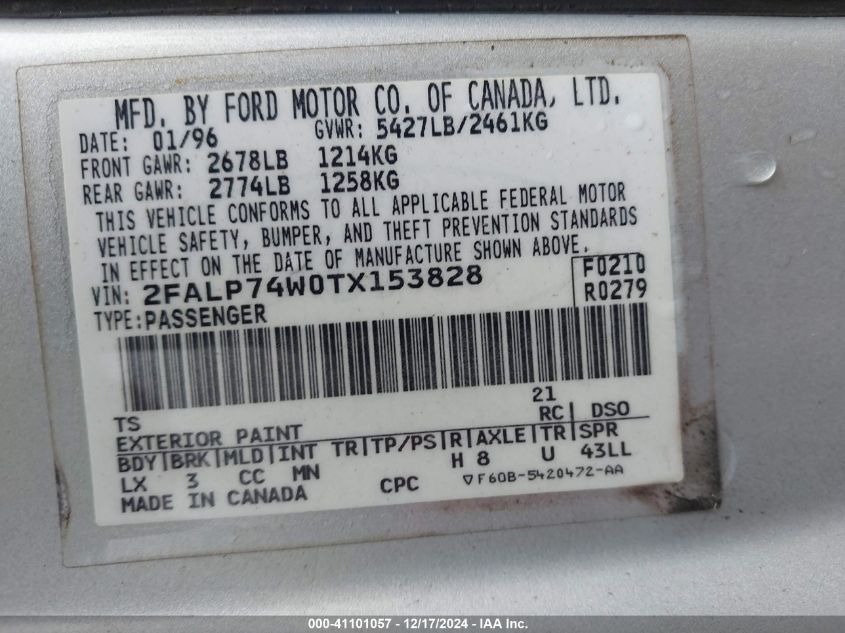 MFD. BY FORD MOTOR CO. OF CANADA, LTD.
DATE: 01/96 GVWR: 5427LB/2461KG
FRONT GAWR: 2678LB 1214KG
REAR GAWR: 2774LB 1258KG
THIS VEHICLE CONFORMS TO ALL APPLICABLE FEDERAL MOTOR
VEHICLE SAFETY, BUMPER, AND THEFT PREVENTION STANDARDS
IN EFFECT ON THE DATE OF MANUFACTURE SHOWN ABOVE.
VIN: 2FALP74W0TX153828 F0210
TYPE: PASSENGER R0279
21
TS RC DSO
EXTERIOR PAINT
BDY BRK MLD INT TR TP/PS R AXLE TR SPR
LX 3 CC MN H 8 U 43LL
MADE IN CANADA CPC ▽F60B-5420472-AA
000-41101057 - 12/17/2024 - IAA Inc.